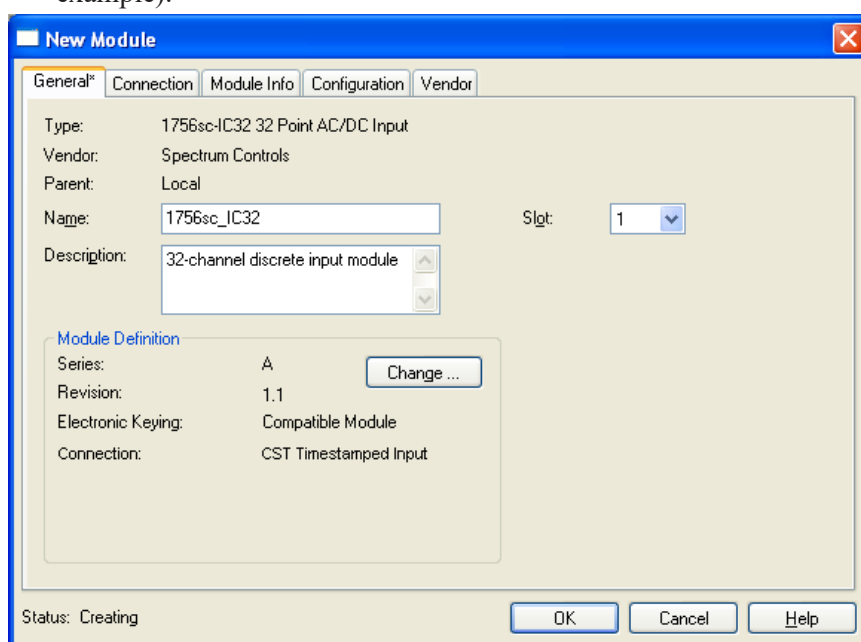 example).
New Module
General* Connection Module Info Configuration Vendor
Type: 1756sc-IC32 32 Point AC/DC Input
Vendor: Spectrum Controls
Parent: Local
Name: 1756sc_IC32 Slot: 1
Description: 32-channel discrete input module
Module Definition
Series: A Change ...
Revision: 1.1
Electronic Keying: Compatible Module
Connection: CST Timestamped Input
Status: Creating OK Cancel Help